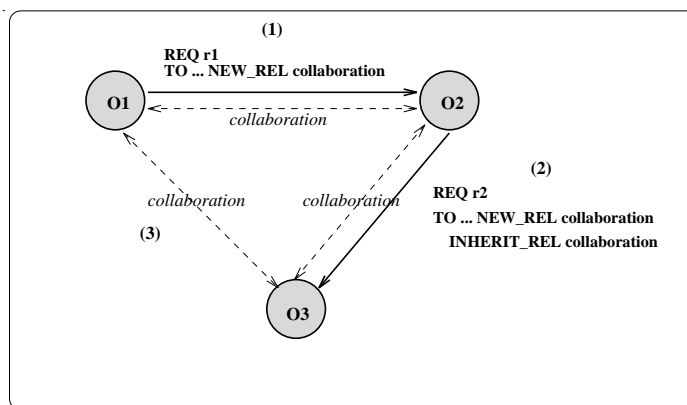 (1)
REQ r1
TO ... NEW_REL collaboration
O1
O2
collaboration
(2)
collaboration
collaboration
REQ r2
TO ... NEW_REL collaboration
INHERIT_REL collaboration
(3)
O3